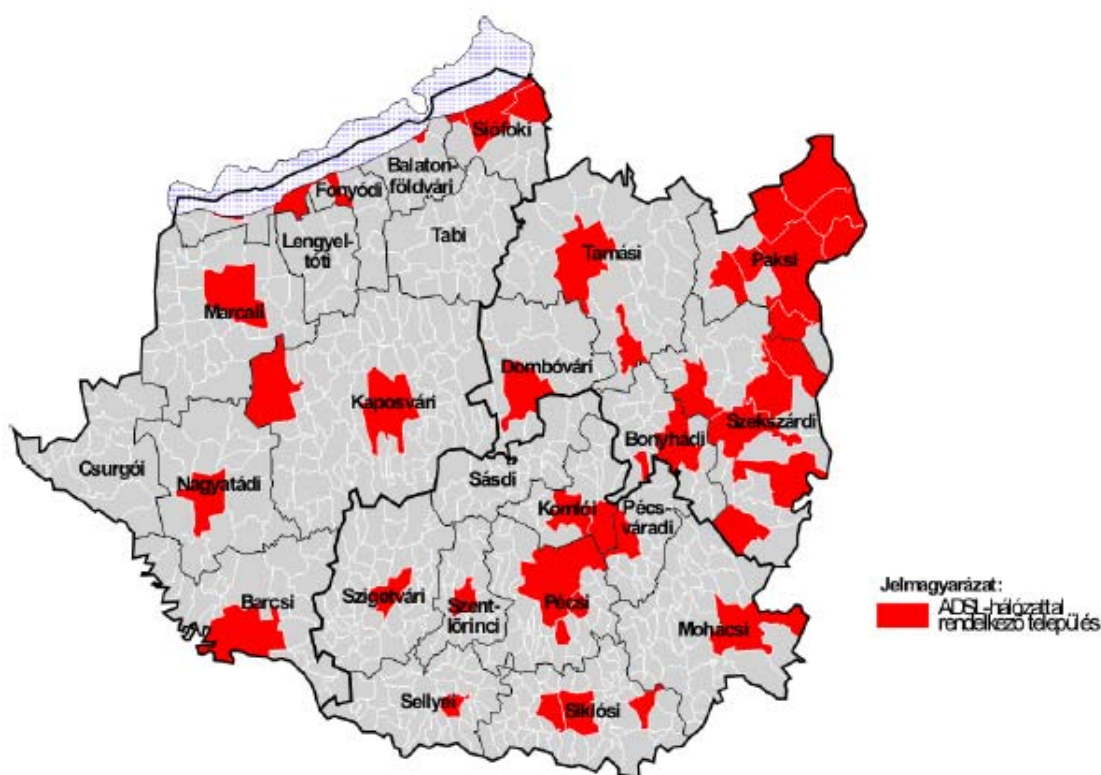 Siófoki
Balaton-
földvári
Fonyódi
Tabi
Lengyel-
tóti
Tamási
Paksi
Marcali
Dombóvári
Kaposvári
Szekszárdi
Bonyhádi
Csurgói
Nagyatádi
Sásdi
Komlói
Pécs-
váradi
Barcsi
Szigetvári
Szent-
lőrinci
Pécsi
Mohácsi
Sellyei
Siklósi
Jelmagyarázat:
ADSL-hálózattal
rendelkező település